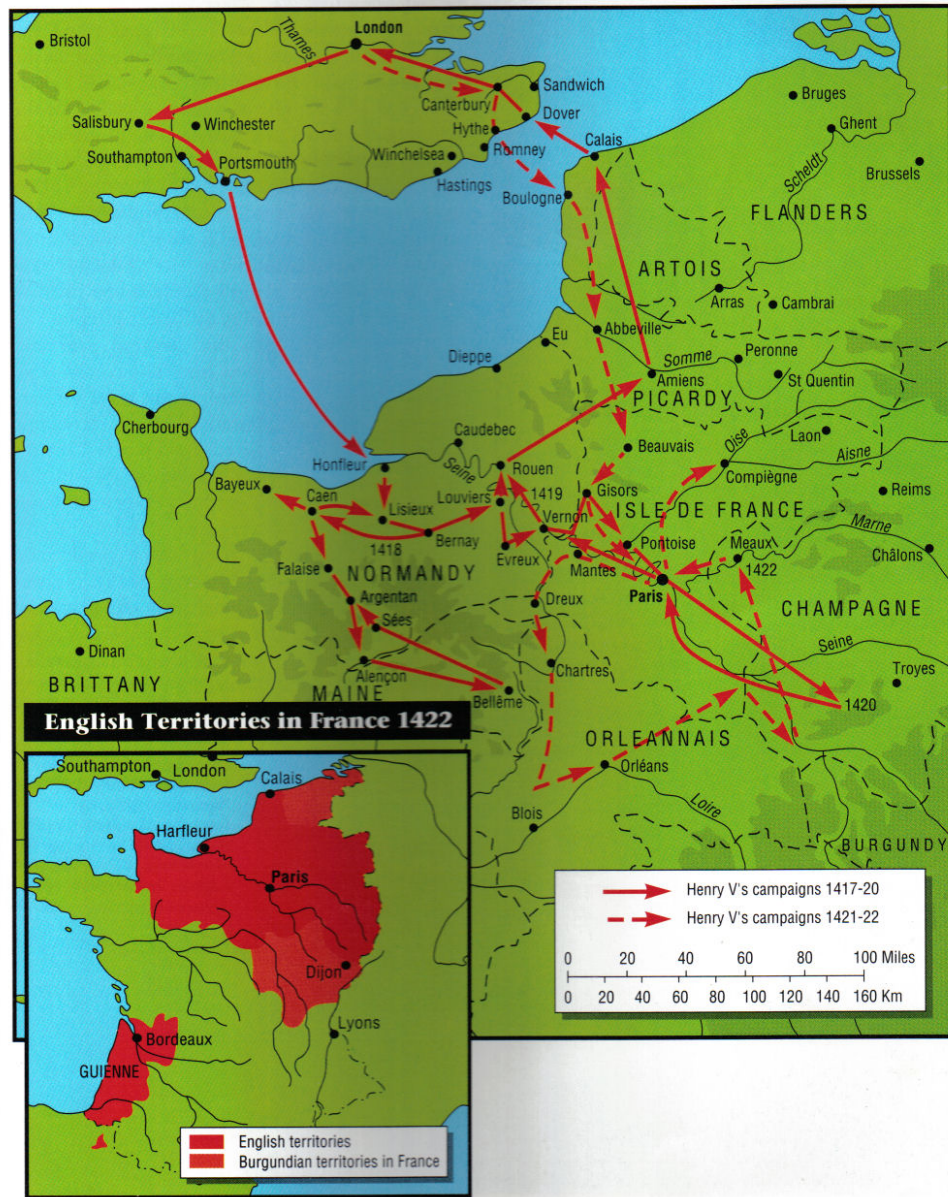 Bristol
Thames
London
Sandwich
Canterbury
Dover
Bruges
Ghent
Salisbury
Winchester
Hythe
Romney
Calais
Scheldt
Southampton
Portsmouth
Winchelsea
Hastings
Boulogne
Brussels
FLANDERS
ARTOIS
Arras
Cambrai
Abbeville
Eu
Dieppe
Somme
Peronne
Amiens
St Quentin
PICARDY
Cherbourg
Caudebec
Beauvais
Oise
Laon
Aisne
Honfleur
Seine
Rouen
Compiègne
Bayeux
Caen
Lisieux
Louviers
1419
Gisors
Reims
Vernon
ISLE DE FRANCE
Marne
1418
Bernay
Evreux
Mantes
Pontoise
Meaux
1422
Châlons
Falaise
NORMANDY
Paris
Argentan
Dreux
CHAMPAGNE
Sées
Seine
Dinan
Alençon
Chartres
Troyes
BRITTANY
MAINE
Bellême
1420
English Territories in France 1422
ORLEANNAIS
Orléans
Loire
Blois
BURGUNDY
Southampton
London
Calais
Harfleur
Paris
Dijon
Lyons
Bordeaux
GUIENNE
English territories
Burgundian territories in France
Henry V's campaigns 1417-20
Henry V's campaigns 1421-22
0 20 40 60 80 100 Miles
0 20 40 60 80 100 120 140 160 Km